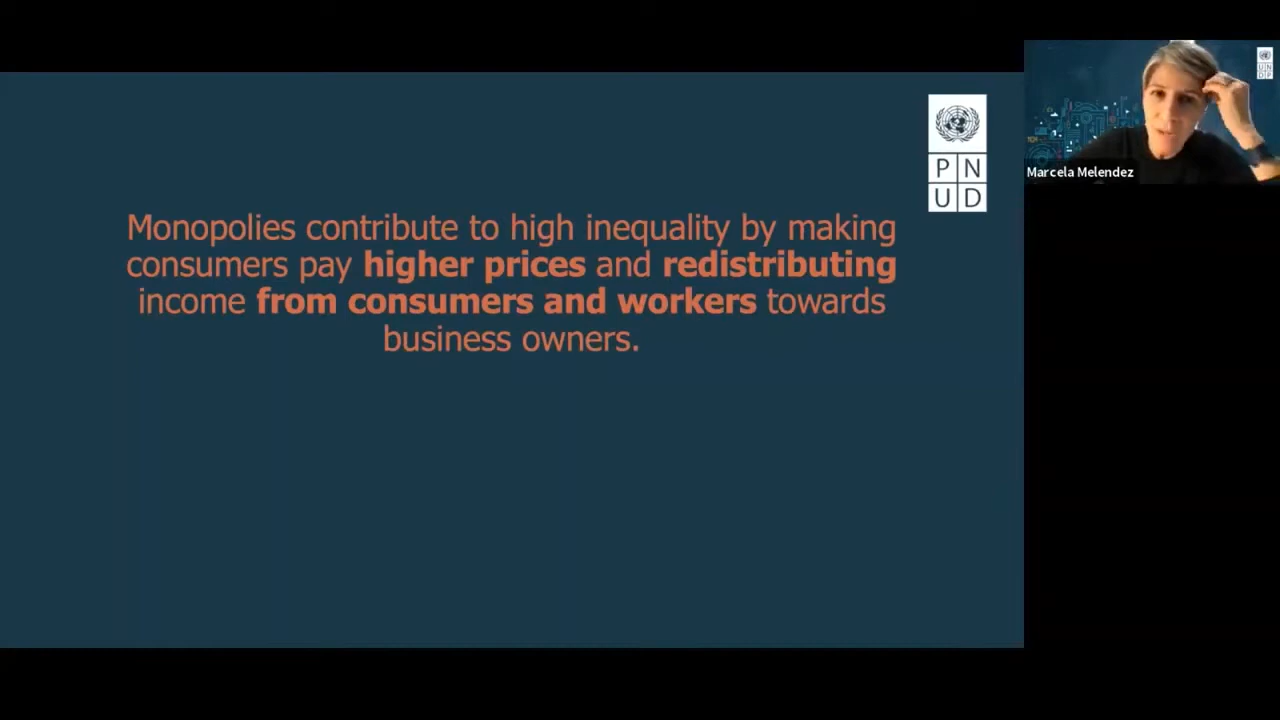 Monopolies contribute to high inequality by making
consumers pay higher prices and redistributing
income from consumers and workers towards
business owners.
P N
U D
U N
D P
Marcela Melendez